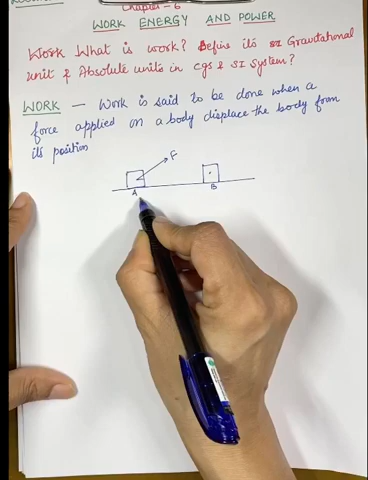 Chapter - 6
WORK ENERGY AND POWER
Work What is work? Define its SI Gravitational
unit & Absolute units in cgs & SI System?
WORK — Work is said to be done when a
force applied on a body displace the body from
its position
F
A B